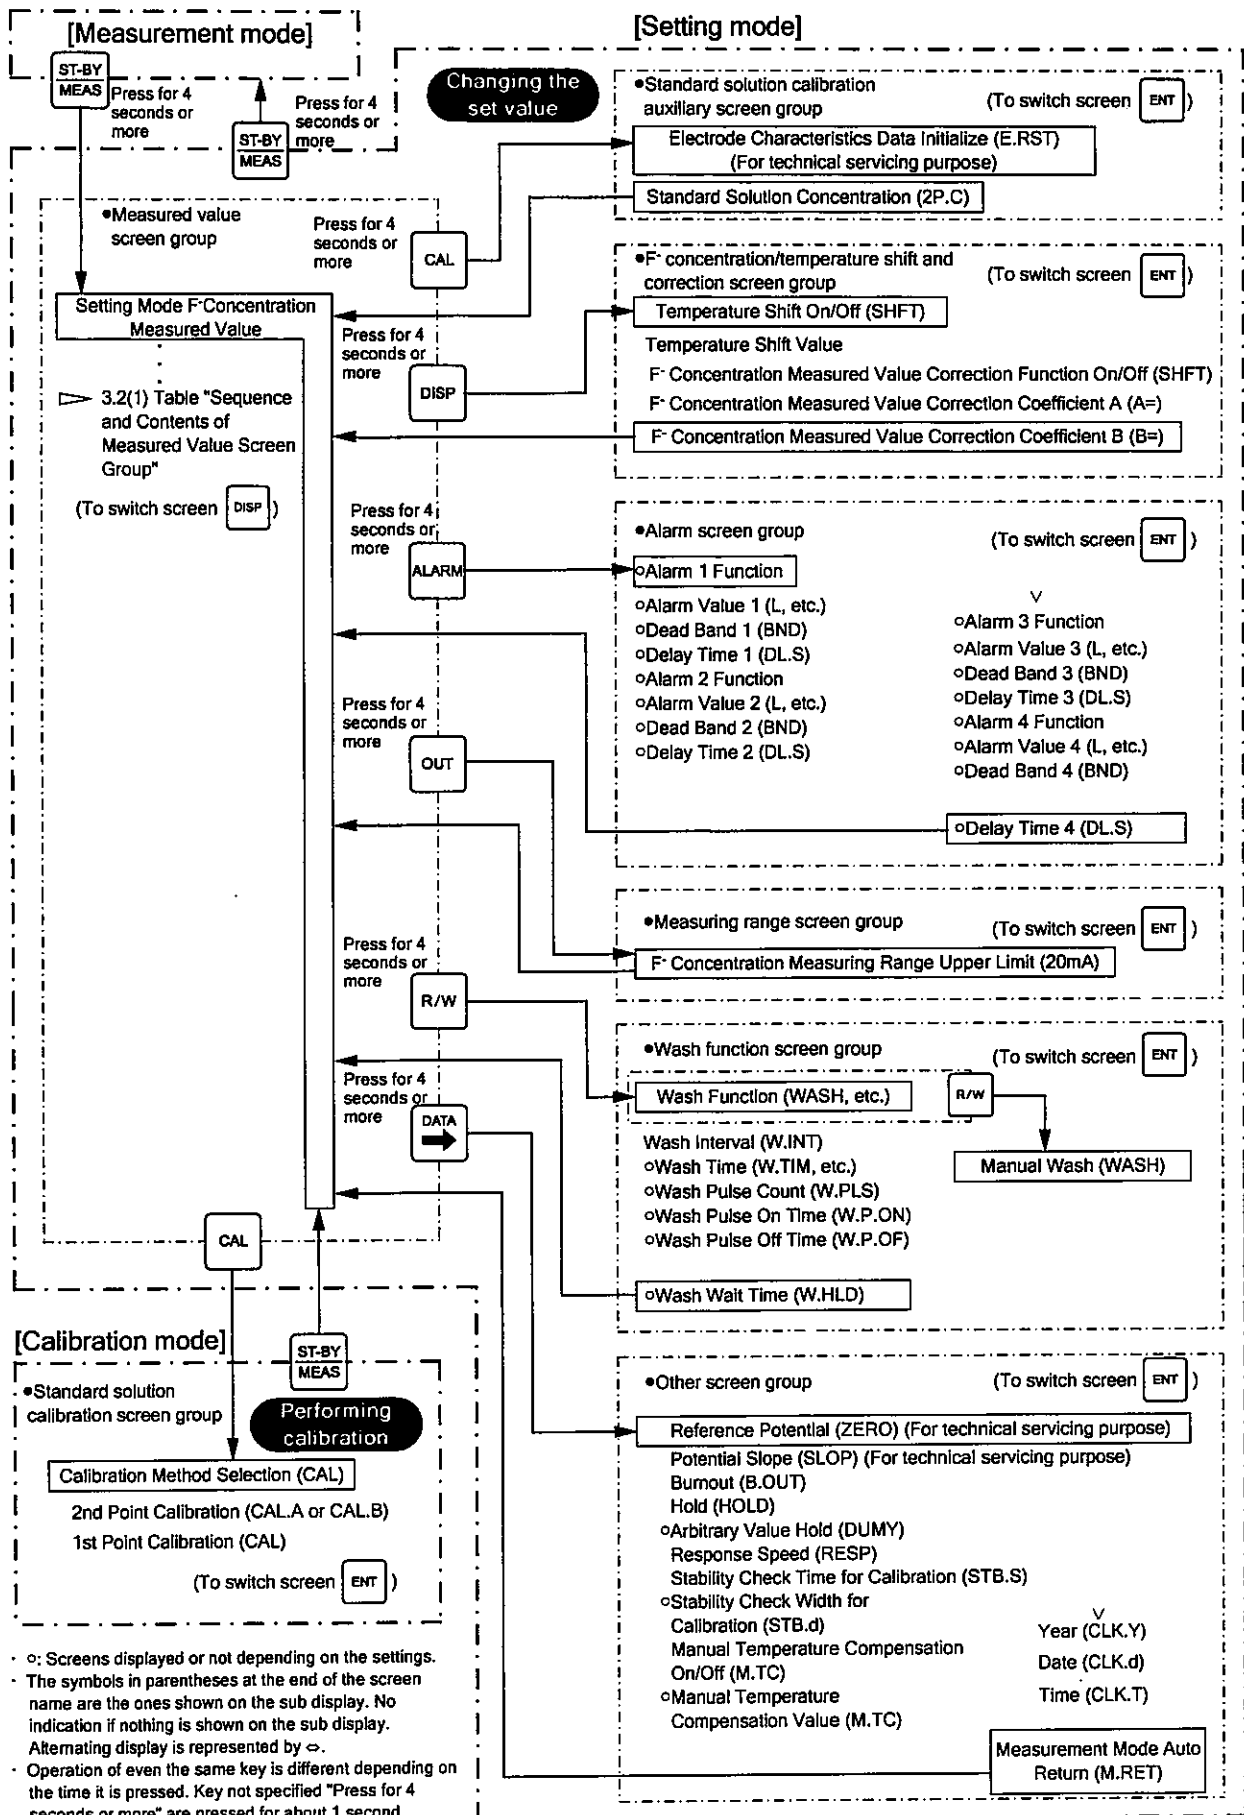 [Measurement mode]
ST-BY
MEAS
Press for 4
seconds or
more
ST-BY
MEAS
Press for 4
seconds or
more
[Setting mode]
Changing the
set value
•Measured value
screen group
Setting Mode F⁻Concentration
Measured Value
3.2(1) Table "Sequence
and Contents of
Measured Value Screen
Group"
(To switch screen DISP )
Press for 4
seconds or
more
CAL
•Standard solution calibration
auxiliary screen group
(To switch screen ENT )
Electrode Characteristics Data Initialize (E.RST)
(For technical servicing purpose)
Standard Solution Concentration (2P.C)
Press for 4
seconds or
more
DISP
•F⁻ concentration/temperature shift and
correction screen group
(To switch screen ENT )
Temperature Shift On/Off (SHFT)
Temperature Shift Value
F⁻ Concentration Measured Value Correction Function On/Off (SHFT)
F⁻ Concentration Measured Value Correction Coefficient A (A=)
F⁻ Concentration Measured Value Correction Coefficient B (B=)
Press for 4
seconds or
more
ALARM
•Alarm screen group
(To switch screen ENT )
○Alarm 1 Function
○Alarm Value 1 (L, etc.)
○Dead Band 1 (BND)
○Delay Time 1 (DL.S)
○Alarm 2 Function
○Alarm Value 2 (L, etc.)
○Dead Band 2 (BND)
○Delay Time 2 (DL.S)
○Alarm 3 Function
○Alarm Value 3 (L, etc.)
○Dead Band 3 (BND)
○Delay Time 3 (DL.S)
○Alarm 4 Function
○Alarm Value 4 (L, etc.)
○Dead Band 4 (BND)
○Delay Time 4 (DL.S)
Press for 4
seconds or
more
OUT
•Measuring range screen group
(To switch screen ENT )
F⁻ Concentration Measuring Range Upper Limit (20mA)
Press for 4
seconds or
more
R/W
•Wash function screen group
(To switch screen ENT )
Wash Function (WASH, etc.)
R/W
Manual Wash (WASH)
Wash Interval (W.INT)
○Wash Time (W.TIM, etc.)
○Wash Pulse Count (W.PLS)
○Wash Pulse On Time (W.P.ON)
○Wash Pulse Off Time (W.P.OF)
○Wash Wait Time (W.HLD)
Press for 4
seconds or
more
DATA
•Other screen group
(To switch screen ENT )
Reference Potential (ZERO) (For technical servicing purpose)
Potential Slope (SLOP) (For technical servicing purpose)
Burnout (B.OUT)
Hold (HOLD)
○Arbitrary Value Hold (DUMY)
Response Speed (RESP)
Stability Check Time for Calibration (STB.S)
○Stability Check Width for
Calibration (STB.d)
Manual Temperature Compensation
On/Off (M.TC)
○Manual Temperature
Compensation Value (M.TC)
Year (CLK.Y)
Date (CLK.d)
Time (CLK.T)
Measurement Mode Auto
Return (M.RET)
CAL
[Calibration mode]
ST-BY
MEAS
•Standard solution
calibration screen group
Performing
calibration
Calibration Method Selection (CAL)
2nd Point Calibration (CAL.A or CAL.B)
1st Point Calibration (CAL)
(To switch screen ENT )
· ○: Screens displayed or not depending on the settings.
· The symbols in parentheses at the end of the screen
name are the ones shown on the sub display. No
indication if nothing is shown on the sub display.
Alternating display is represented by ⇔.
· Operation of even the same key is different depending on
the time it is pressed. Key not specified "Press for 4
seconds or more" are pressed for about 1 second.